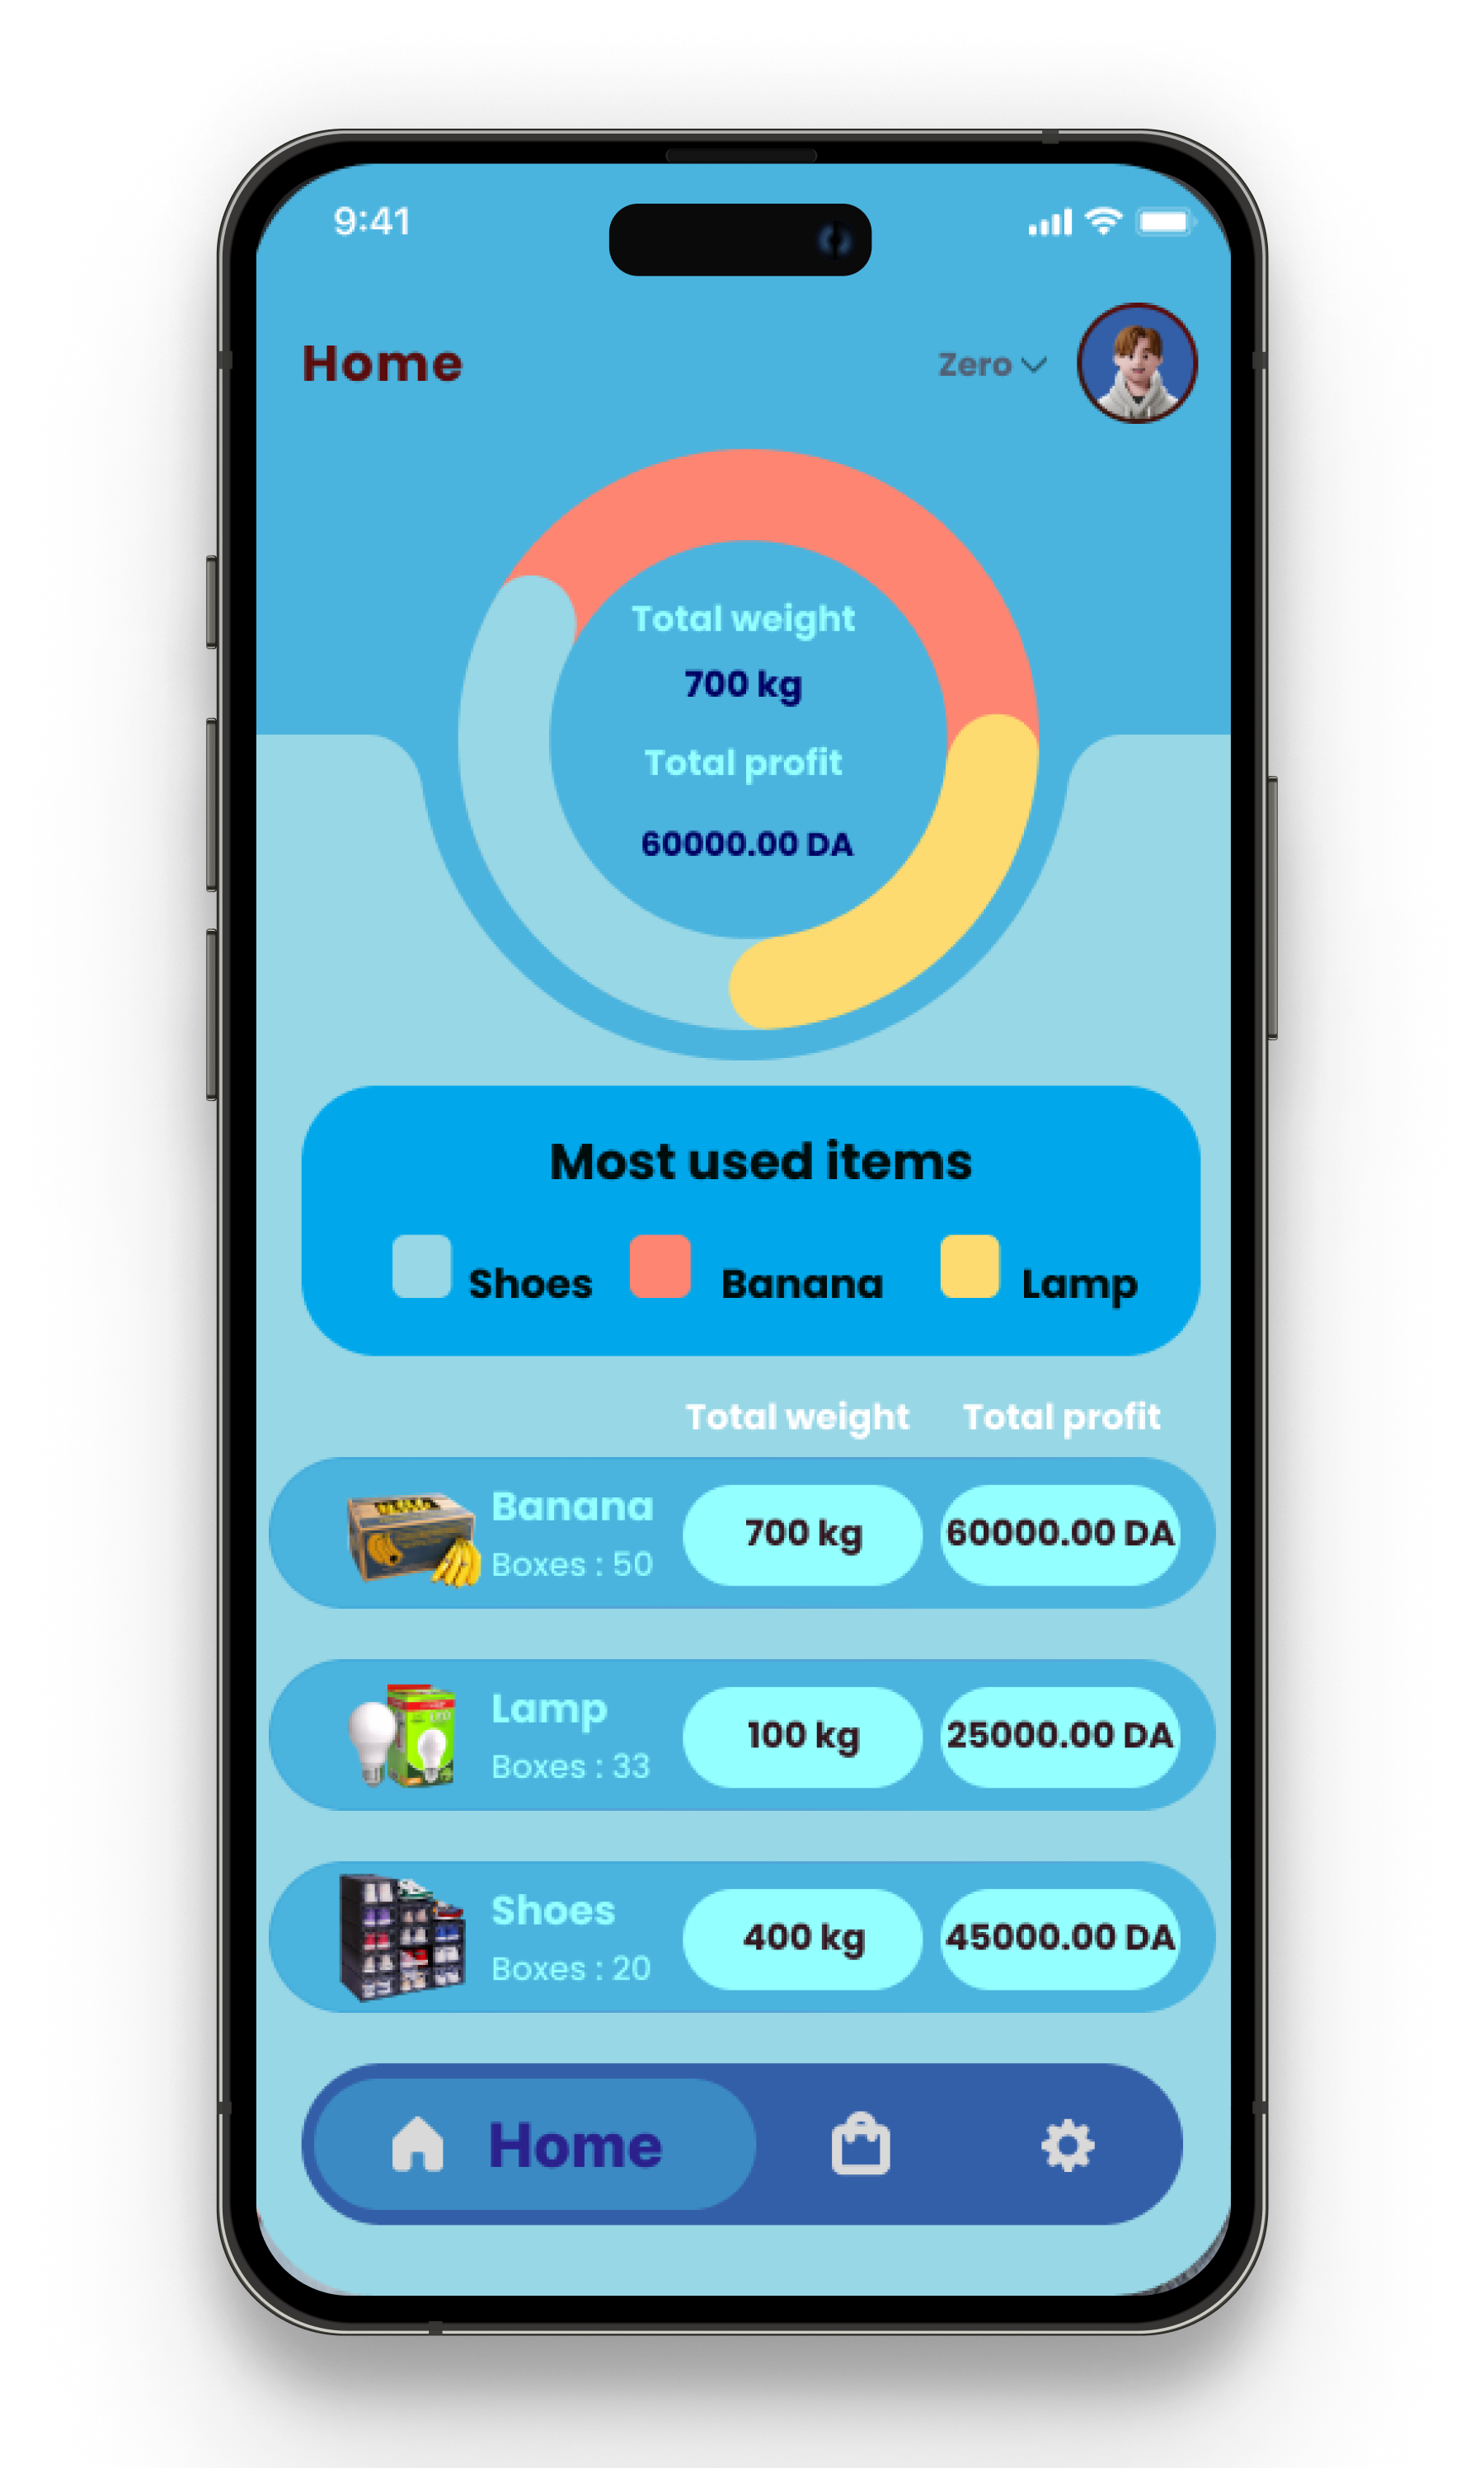 9:41
Home
Zero
Total weight
700 kg
Total profit
60000.00 DA
Most used items
Shoes Banana Lamp
Total weight Total profit
Banana
Boxes : 50
700 kg
60000.00 DA
Lamp
Boxes : 33
100 kg
25000.00 DA
Shoes
Boxes : 20
400 kg
45000.00 DA
Home